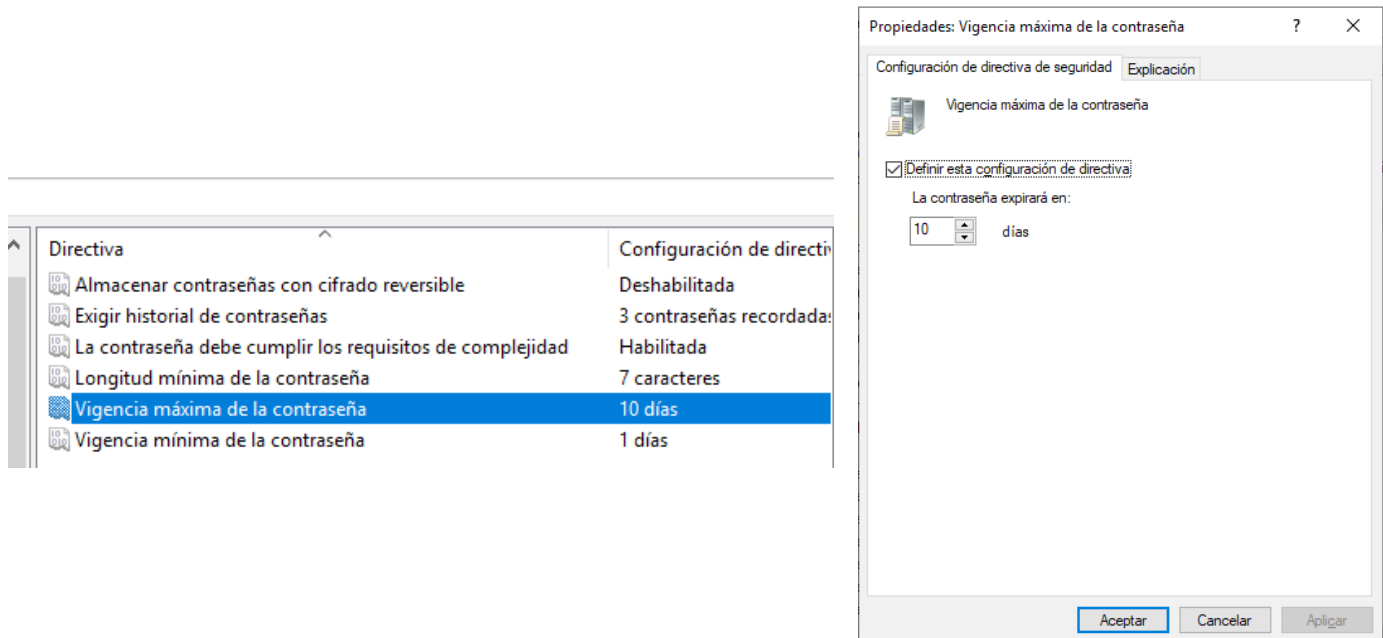 Directiva Configuración de directiv
Almacenar contraseñas con cifrado reversible Deshabilitada
Exigir historial de contraseñas 3 contraseñas recordadas
La contraseña debe cumplir los requisitos de complejidad Habilitada
Longitud mínima de la contraseña 7 caracteres
Vigencia máxima de la contraseña 10 días
Vigencia mínima de la contraseña 1 días
Propiedades: Vigencia máxima de la contraseña ? ×
Configuración de directiva de seguridad Explicación
Vigencia máxima de la contraseña
Definir esta configuración de directiva
La contraseña expirará en:
10 días
Aceptar Cancelar Aplicar